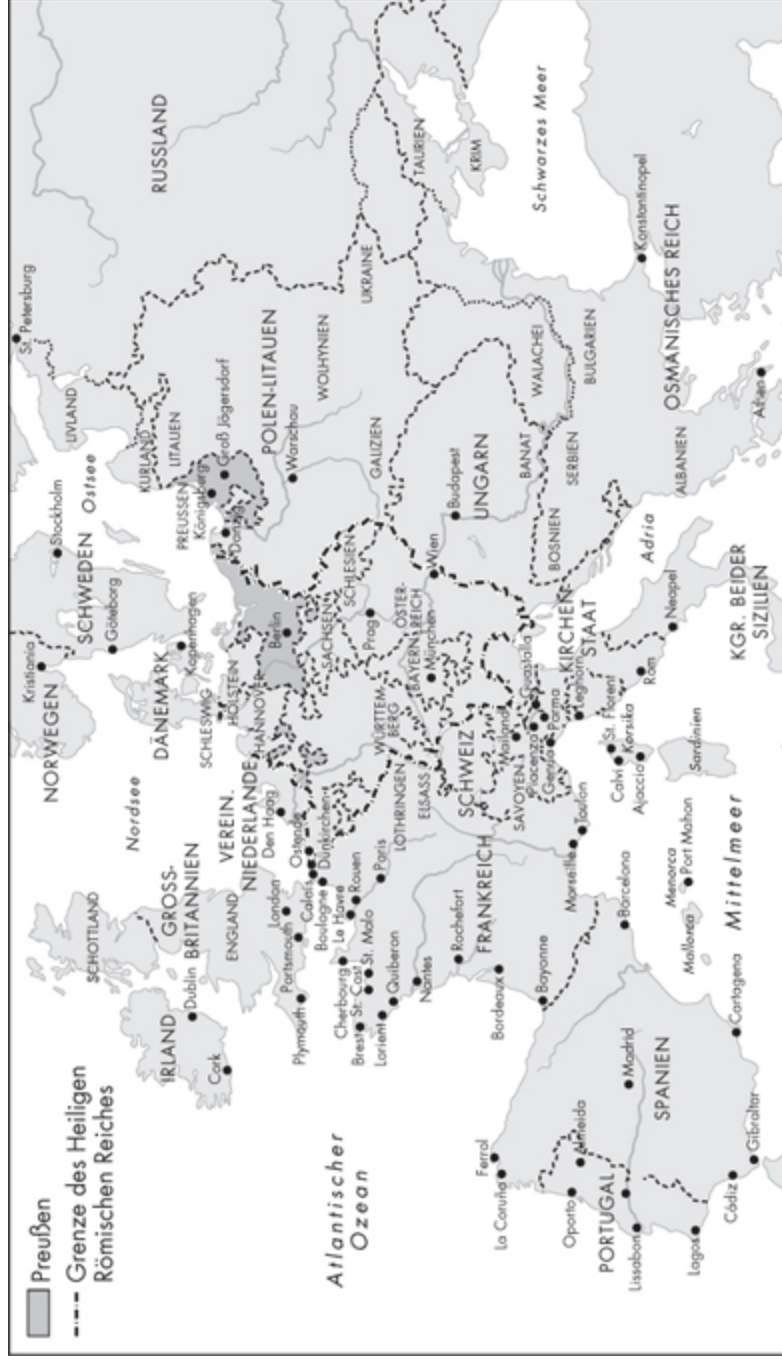 Preußen
Grenze des Heiligen
Römischen Reiches
NORWEGEN
Kristiania
SCHWEDEN
Stockholm
Göteborg
Ostsee
St. Petersburg
RUSSLAND
LIVLAND
KURLAND
LITAUEN
Nordsee
DÄNEMARK
Kopenhagen
SCHLESWIG
HOLSTEIN
PREUSSEN
Königsberg
Groß Jägersdorf
Danzig
SCHOTTLAND
IRLAND
Dublin
Cork
GROSS-
BRITANNIEN
ENGLAND
London
Portsmouth
Plymouth
VEREIN.
NIEDERLANDE
Den Haag
HANNOVER
Berlin
POLEN-LITAUEN
Warschau
WOLHYNIEN
UKRAINE
GALIZIEN
TAURIEN
KRIM
Schwarzes Meer
Atlantischer
Ozean
Ostende
Dünkirchen
Calais
Boulogne
Le Havre
Rouen
Cherbourg
St. Cast
St. Malo
Brest
Lorient
Quiberon
Nantes
Paris
SACHSEN
SCHLESIEN
Prag
WÜRTTEM-
BERG
BAYERN
München
ÖSTER-
REICH
Wien
LOTHRINGEN
ELSASS
SCHWEIZ
FRANKREICH
Rochefort
Bordeaux
Bayonne
UNGARN
Budapest
BANAT
WALACHEI
BULGARIEN
SERBIEN
BOSNIEN
SAVOYEN
Mailand
Piacenza
Genua
Parma
Guastalla
Leghorn
KIRCHEN-
STAAT
Adria
ALBANIEN
OSMANISCHES REICH
Konstantinopel
Athen
Marseille
Toulon
Calvi
St. Florent
Korsika
Ajaccio
Rom
Neapel
KGR. BEIDER
SIZILIEN
Sardinien
Ferrol
La Coruña
Oporto
Almeida
PORTUGAL
Lissabon
Lagos
Madrid
SPANIEN
Barcelona
Menorca
Port Mahon
Mallorca
Mittelmeer
Cartagena
Cádiz
Gibraltar